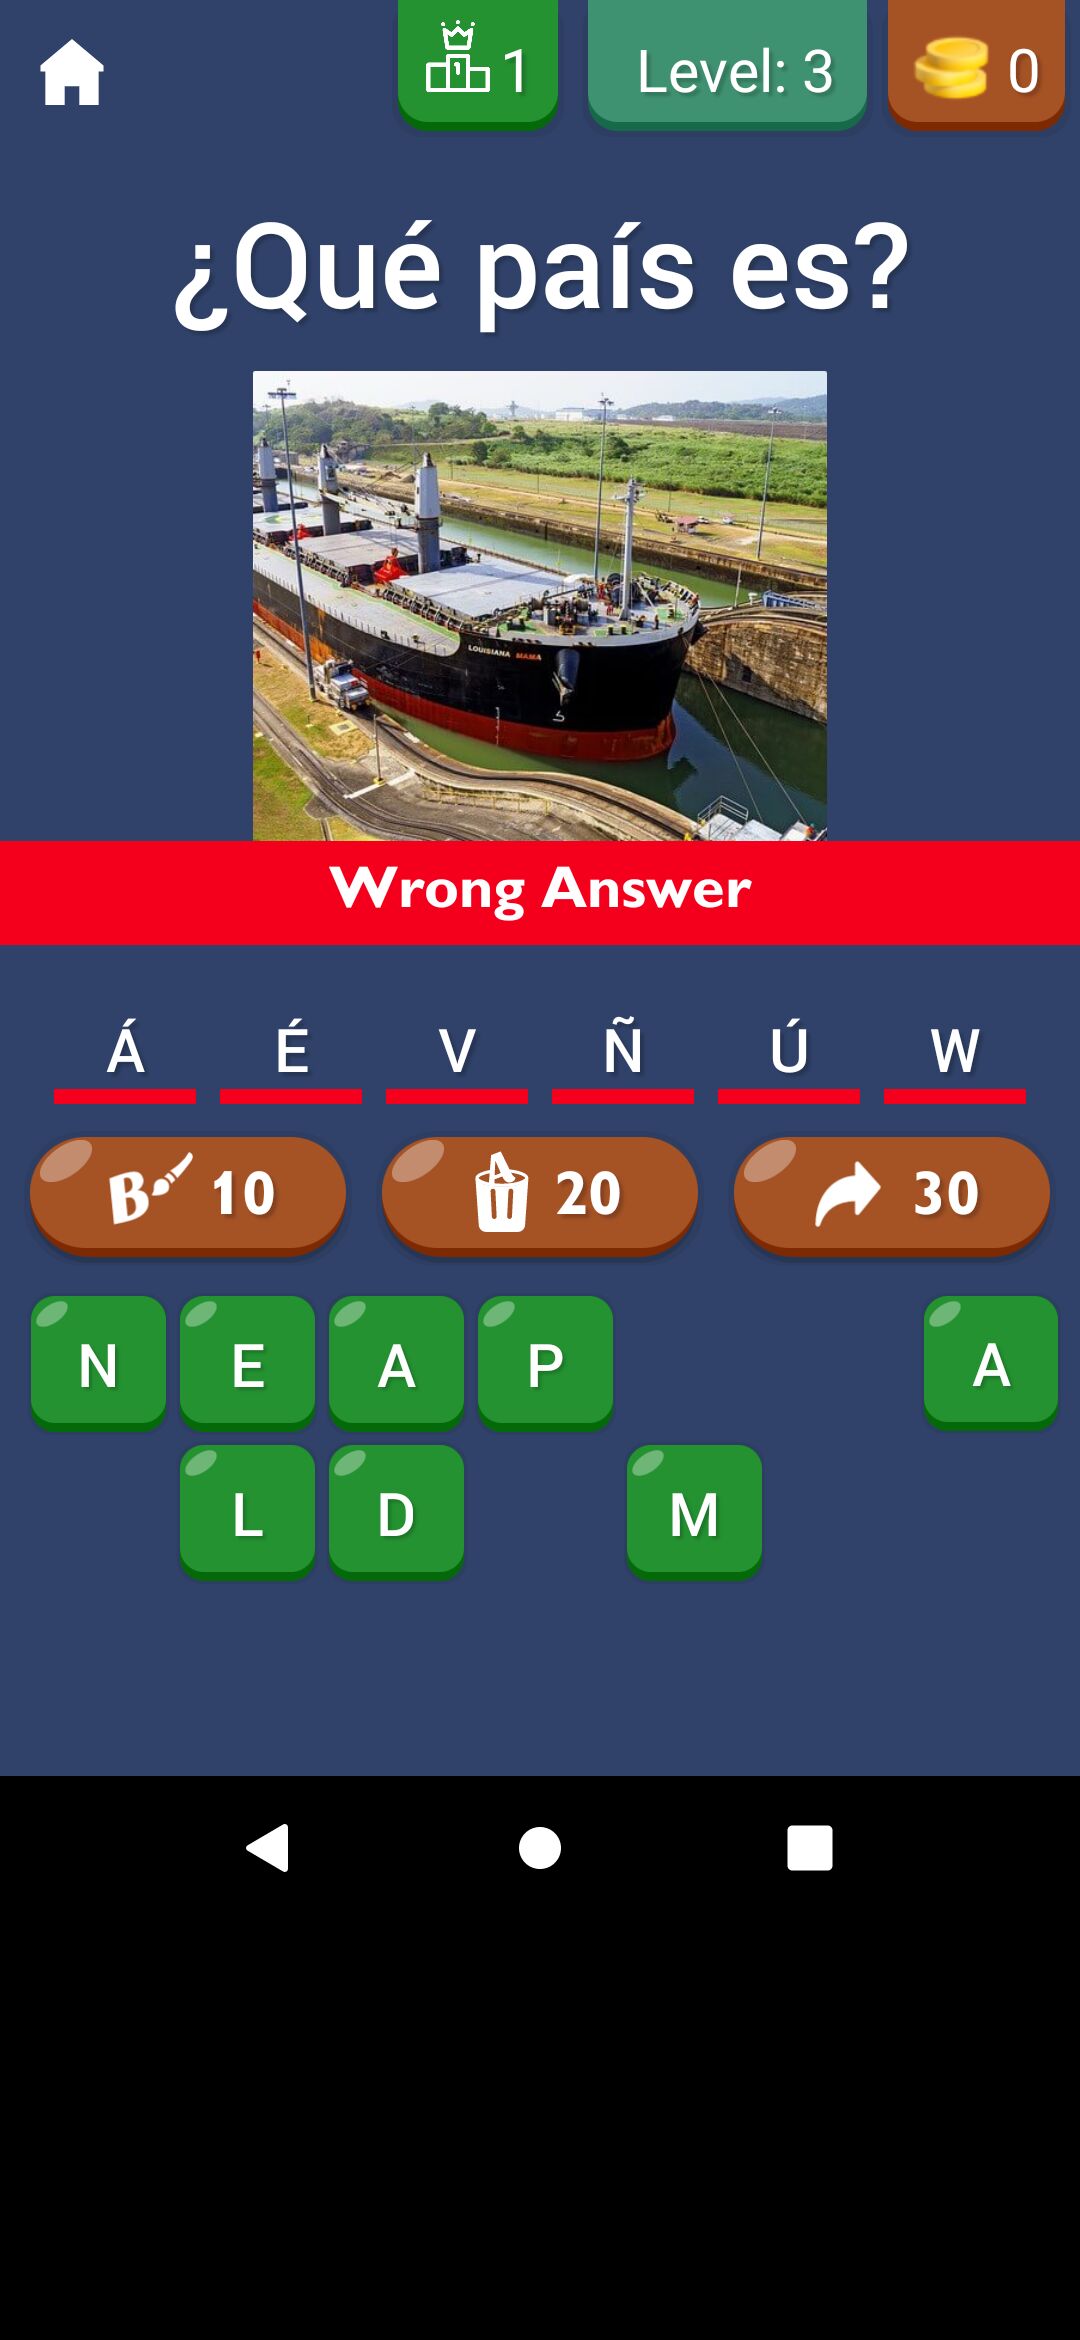 1
Level: 3
0
¿Qué país es?
LOUISIANA MAMA
Wrong Answer
Á É V Ñ Ú W
B 10
20
30
N E A P A
L D M